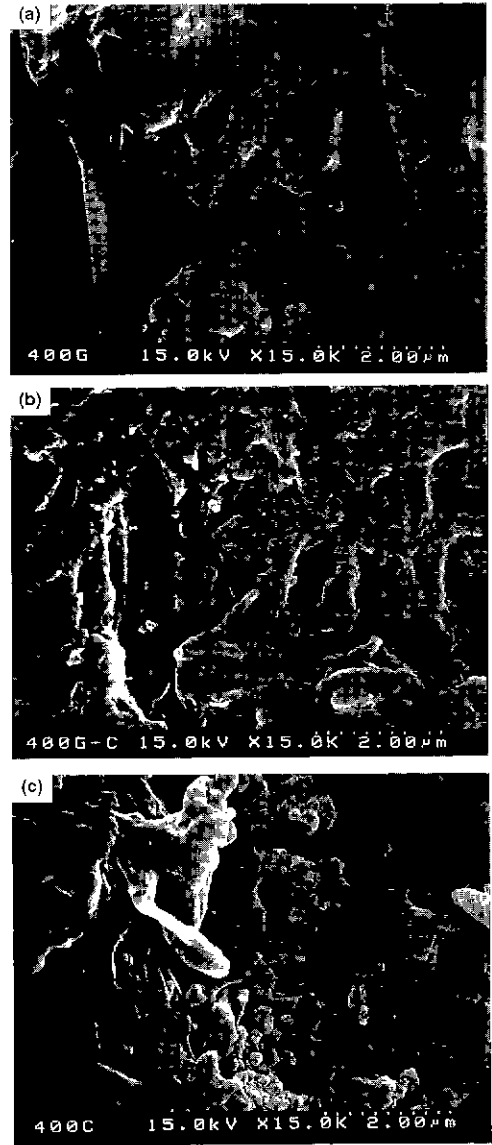 (a)
400G 15.0kV X15.0K 2.00μm
(b)
400G-C 15.0kV X15.0K 2.00μm
(c)
400C 15.0kV X15.0K 2.00μm